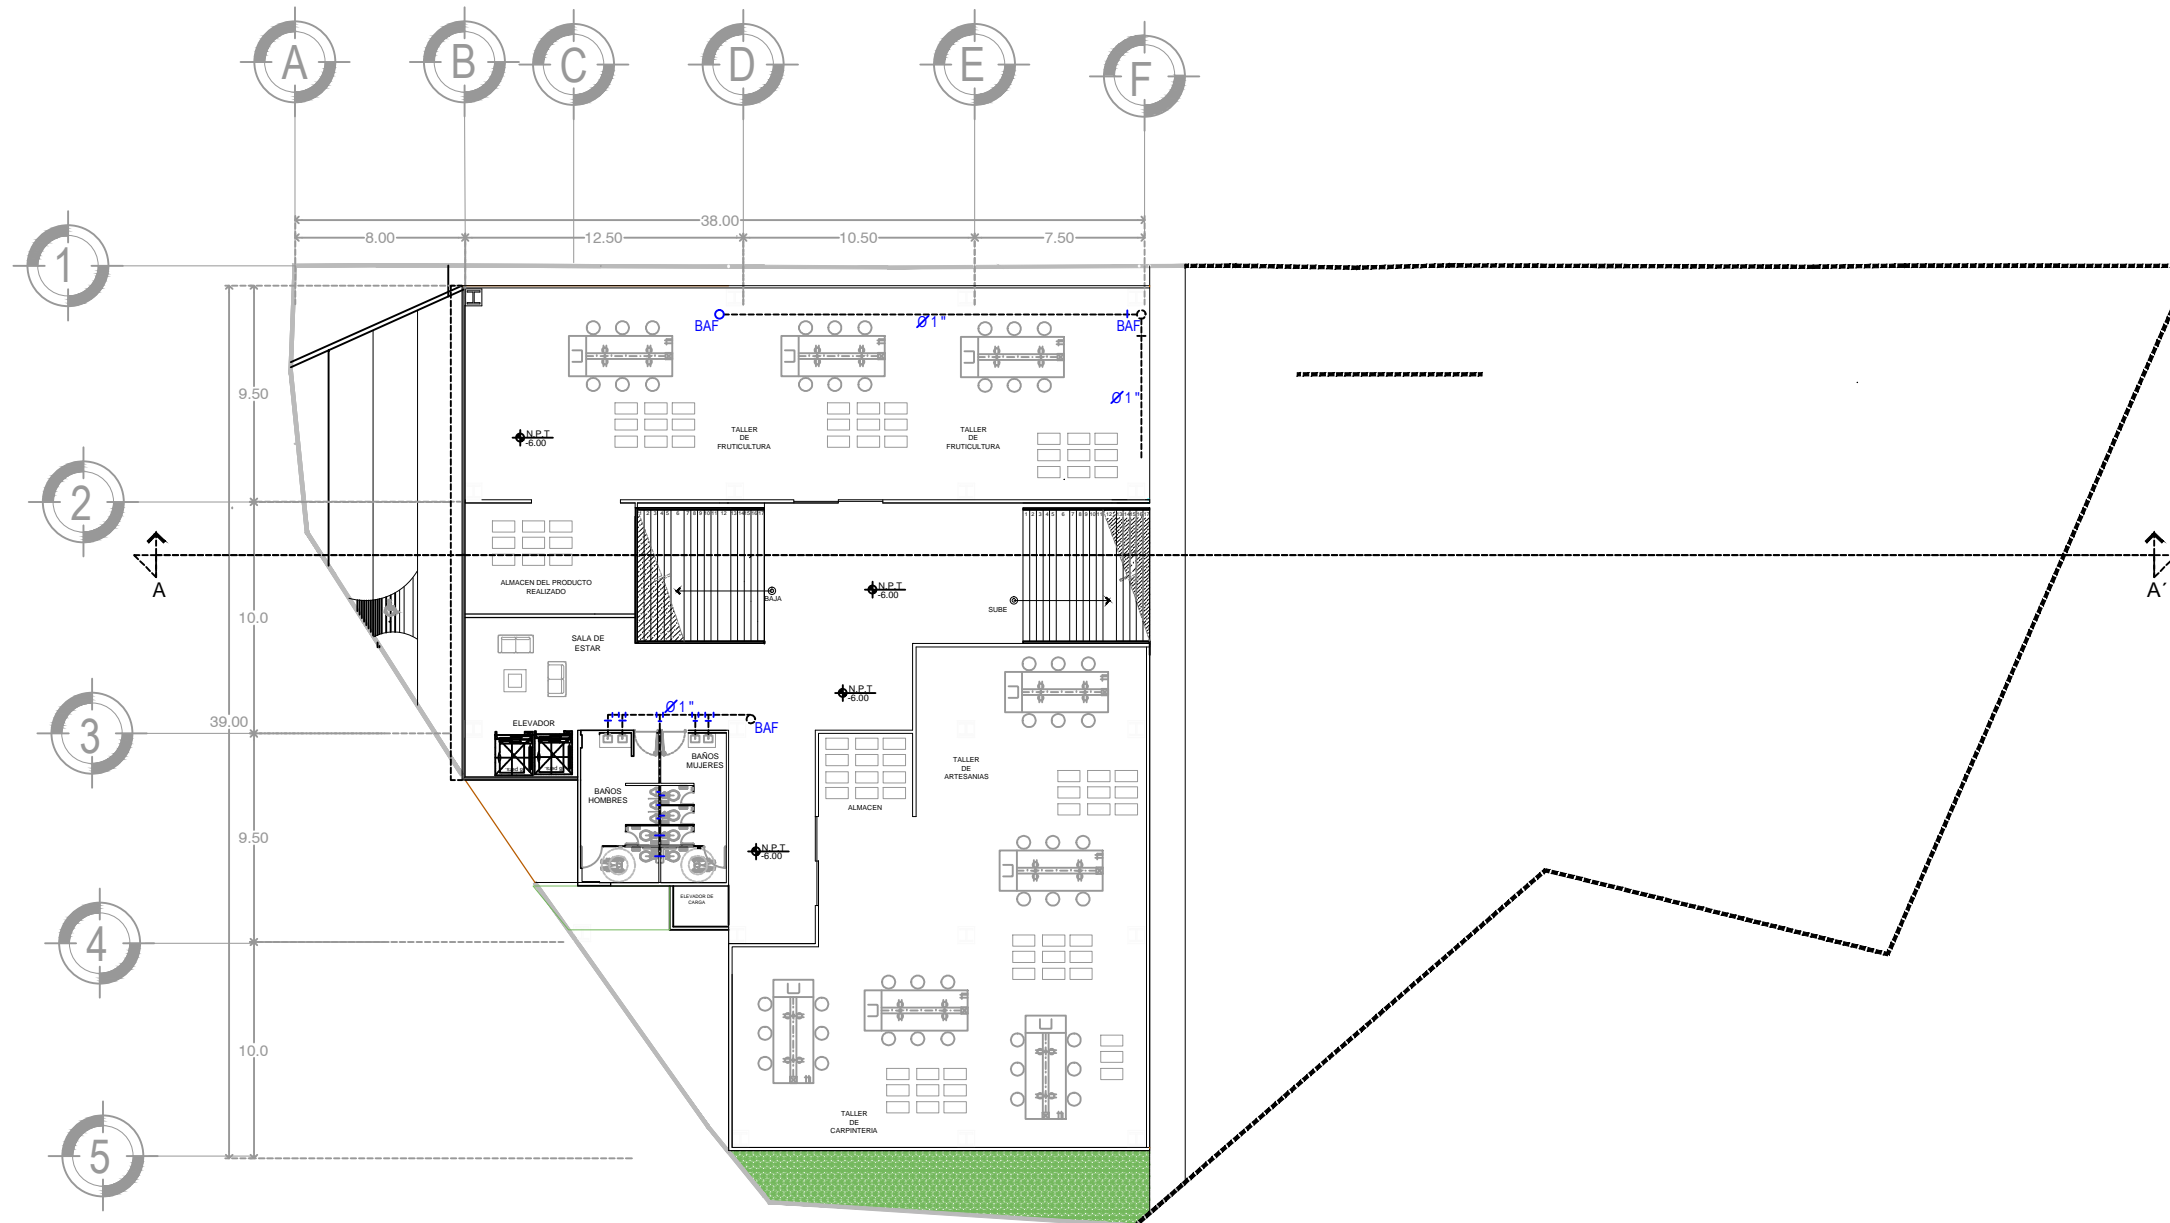 A B C D E F
38.00
8.00 12.50 10.50 7.50
1
BAF Ø1" BAF
9.50
Ø1"
N.P.T
-6.00
TALLER
DE
FRUTICULTURA
TALLER
DE
FRUTICULTURA
2
A
A´
ALMACEN DEL PRODUCTO
REALIZADO
BAJA
N.P.T
-6.00
SUBE
10.0
SALA DE
ESTAR
N.P.T
-6.00
39.00
3
Ø1"
BAF
ELEVADOR
BAÑOS
MUJERES
BAÑOS
HOMBRES
TALLER
DE
ARTESANIAS
ALMACEN
9.50
N.P.T
-6.00
ELEVADOR DE
CARGA
4
10.0
TALLER
DE
CARPINTERIA
5